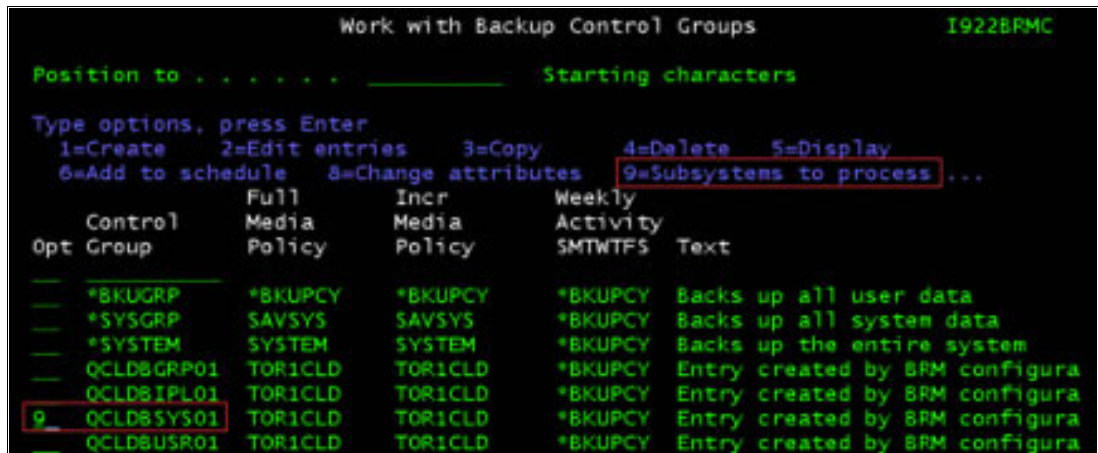 Work with Backup Control Groups I922BRMC
Position to . . . . . . __________ Starting characters
Type options, press Enter
1=Create 2=Edit entries 3=Copy 4=Delete 5=Display
6=Add to schedule 8=Change attributes 9=Subsystems to process ...
Full Incr Weekly
Control Media Media Activity
Opt Group Policy Policy SMTWTFS Text
*BKUGRP *BKUPCY *BKUPCY *BKUPCY Backs up all user data
*SYSGRP SAVSYS SAVSYS *BKUPCY Backs up all system data
*SYSTEM SYSTEM SYSTEM *BKUPCY Backs up the entire system
QCLDBGRP01 TOR1CLD TOR1CLD *BKUPCY Entry created by BRM configura
QCLDBIPL01 TOR1CLD TOR1CLD *BKUPCY Entry created by BRM configura
9_ QCLDBSYS01 TOR1CLD TOR1CLD *BKUPCY Entry created by BRM configura
QCLDBUSR01 TOR1CLD TOR1CLD *BKUPCY Entry created by BRM configura